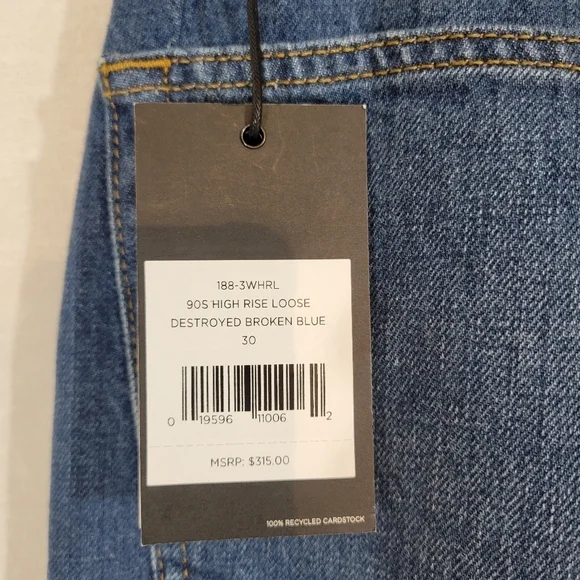 188-3WHRL
90S HIGH RISE LOOSE
DESTROYED BROKEN BLUE
30
0 19596 11006 2
MSRP: $315.00
100% RECYCLED CARDSTOCK